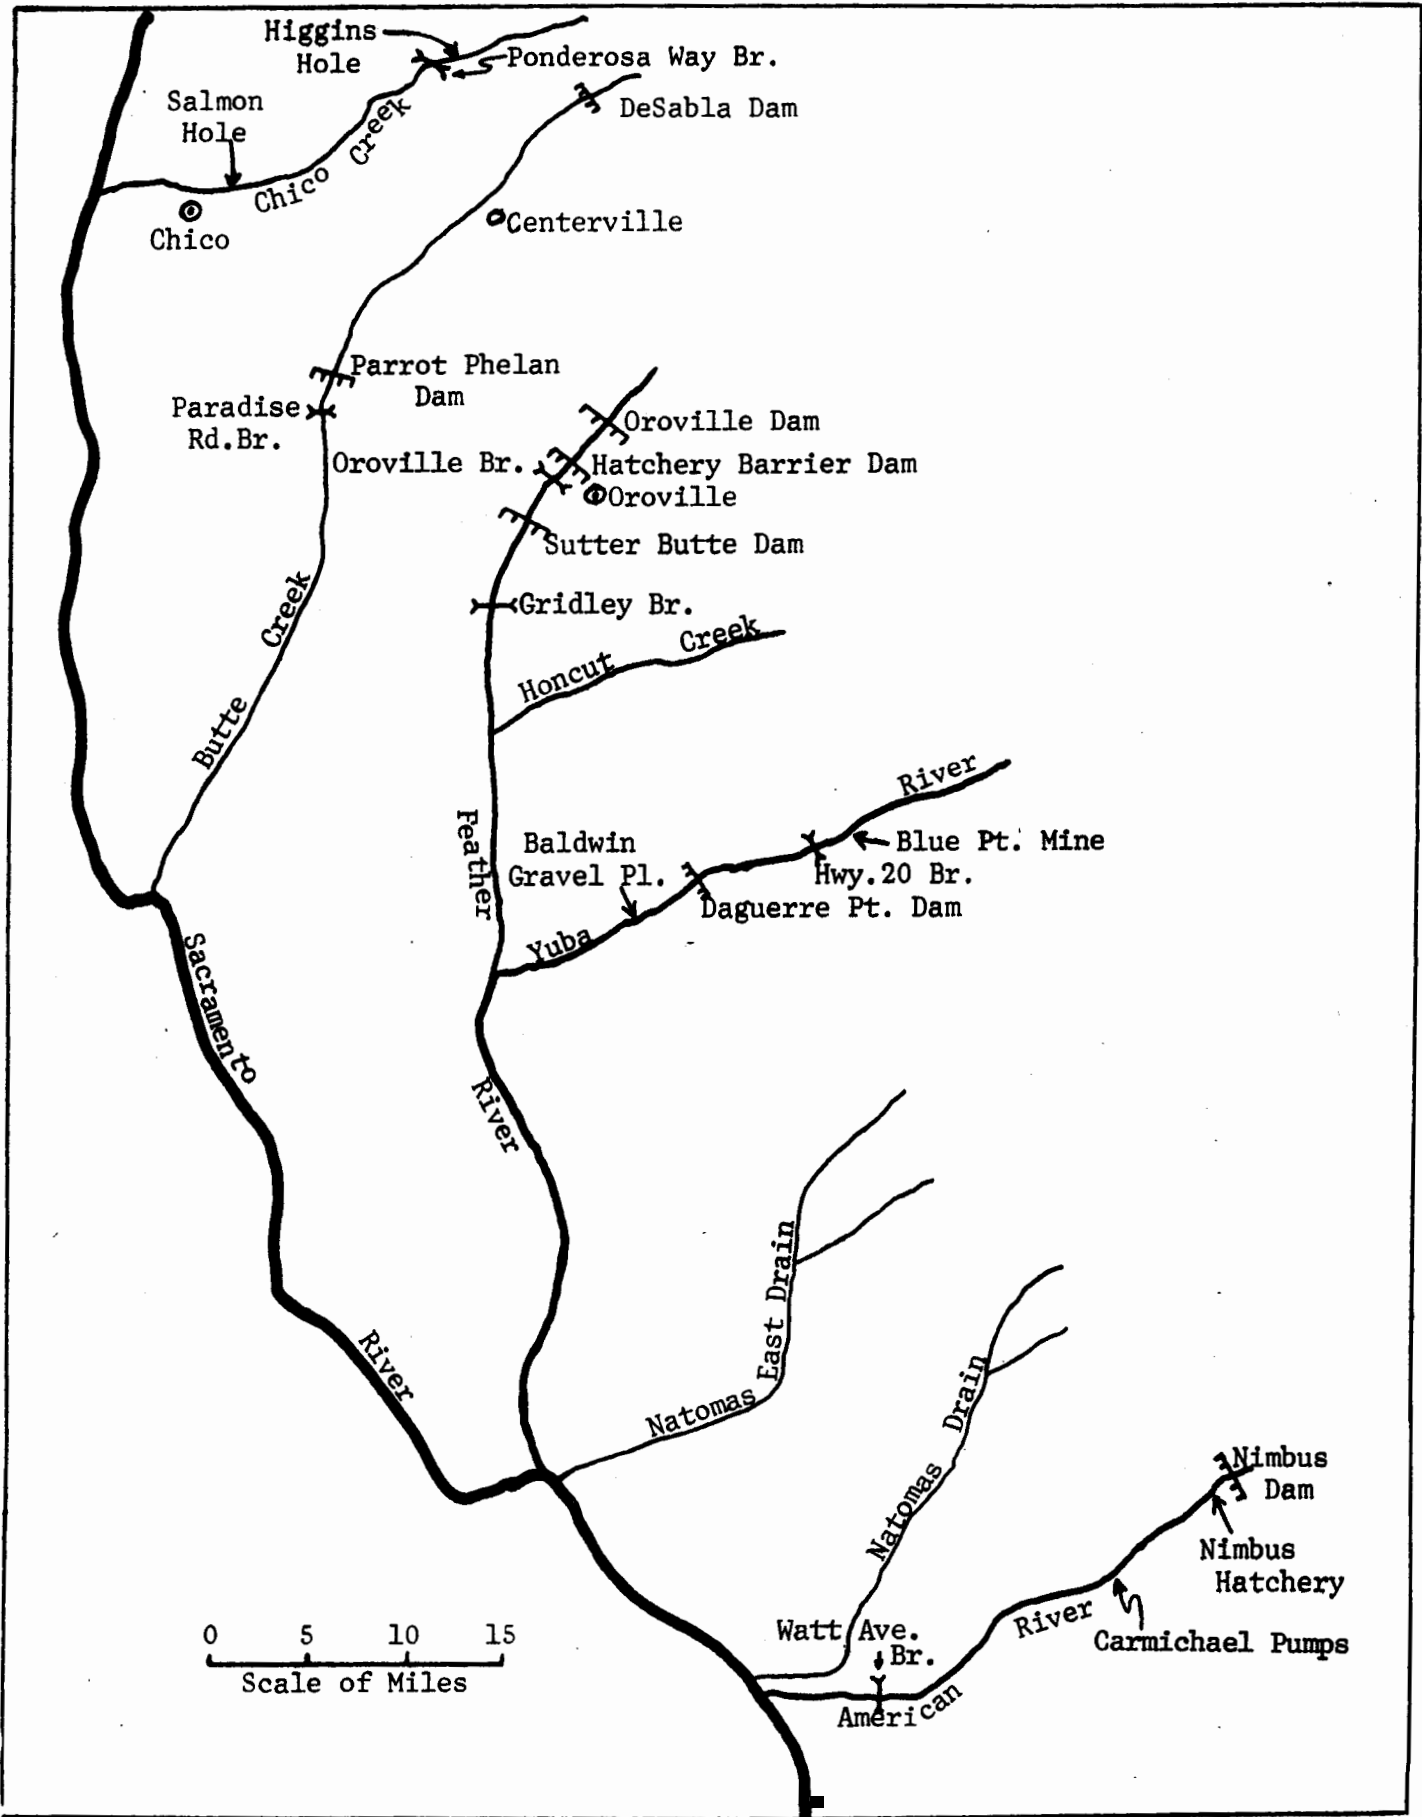 Higgins
Hole
Ponderosa Way Br.
Salmon
Hole
DeSabla Dam
Chico Creek
Chico
Centerville
Parrot Phelan
Dam
Paradise
Rd.Br.
Oroville Dam
Oroville Br.
Hatchery Barrier Dam
Oroville
Sutter Butte Dam
Gridley Br.
Butte Creek
Honcut Creek
Feather River
Baldwin
Gravel Pl.
Yuba River
Blue Pt. Mine
Hwy.20 Br.
Daguerre Pt. Dam
Sacramento River
Natomas East Drain
Natomas Drain
Nimbus
Dam
Nimbus
Hatchery
Carmichael Pumps
Watt Ave.
Br.
American River
0 5 10 15
Scale of Miles